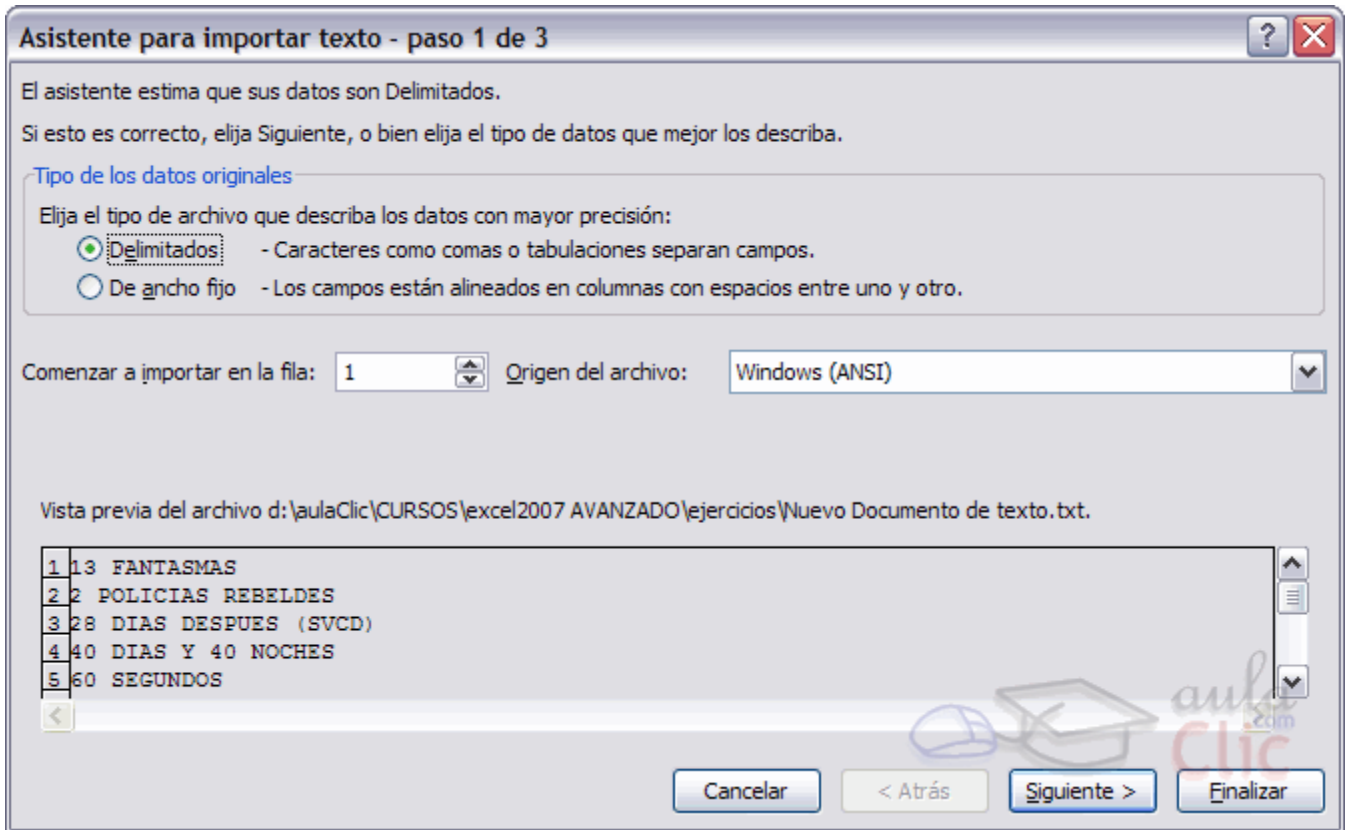 Asistente para importar texto - paso 1 de 3
?
El asistente estima que sus datos son Delimitados.
Si esto es correcto, elija Siguiente, o bien elija el tipo de datos que mejor los describa.
Tipo de los datos originales
Elija el tipo de archivo que describa los datos con mayor precisión:
Delimitados - Caracteres como comas o tabulaciones separan campos.
De ancho fijo - Los campos están alineados en columnas con espacios entre uno y otro.
Comenzar a importar en la fila: 1 Origen del archivo: Windows (ANSI)
Vista previa del archivo d:\aulaClic\CURSOS\excel2007 AVANZADO\ejercicios\Nuevo Documento de texto.txt.
1 13 FANTASMAS
2 2 POLICIAS REBELDES
3 28 DIAS DESPUES (SVCD)
4 40 DIAS Y 40 NOCHES
5 60 SEGUNDOS
aula
.com
Clic
Cancelar < Atrás Siguiente > Finalizar